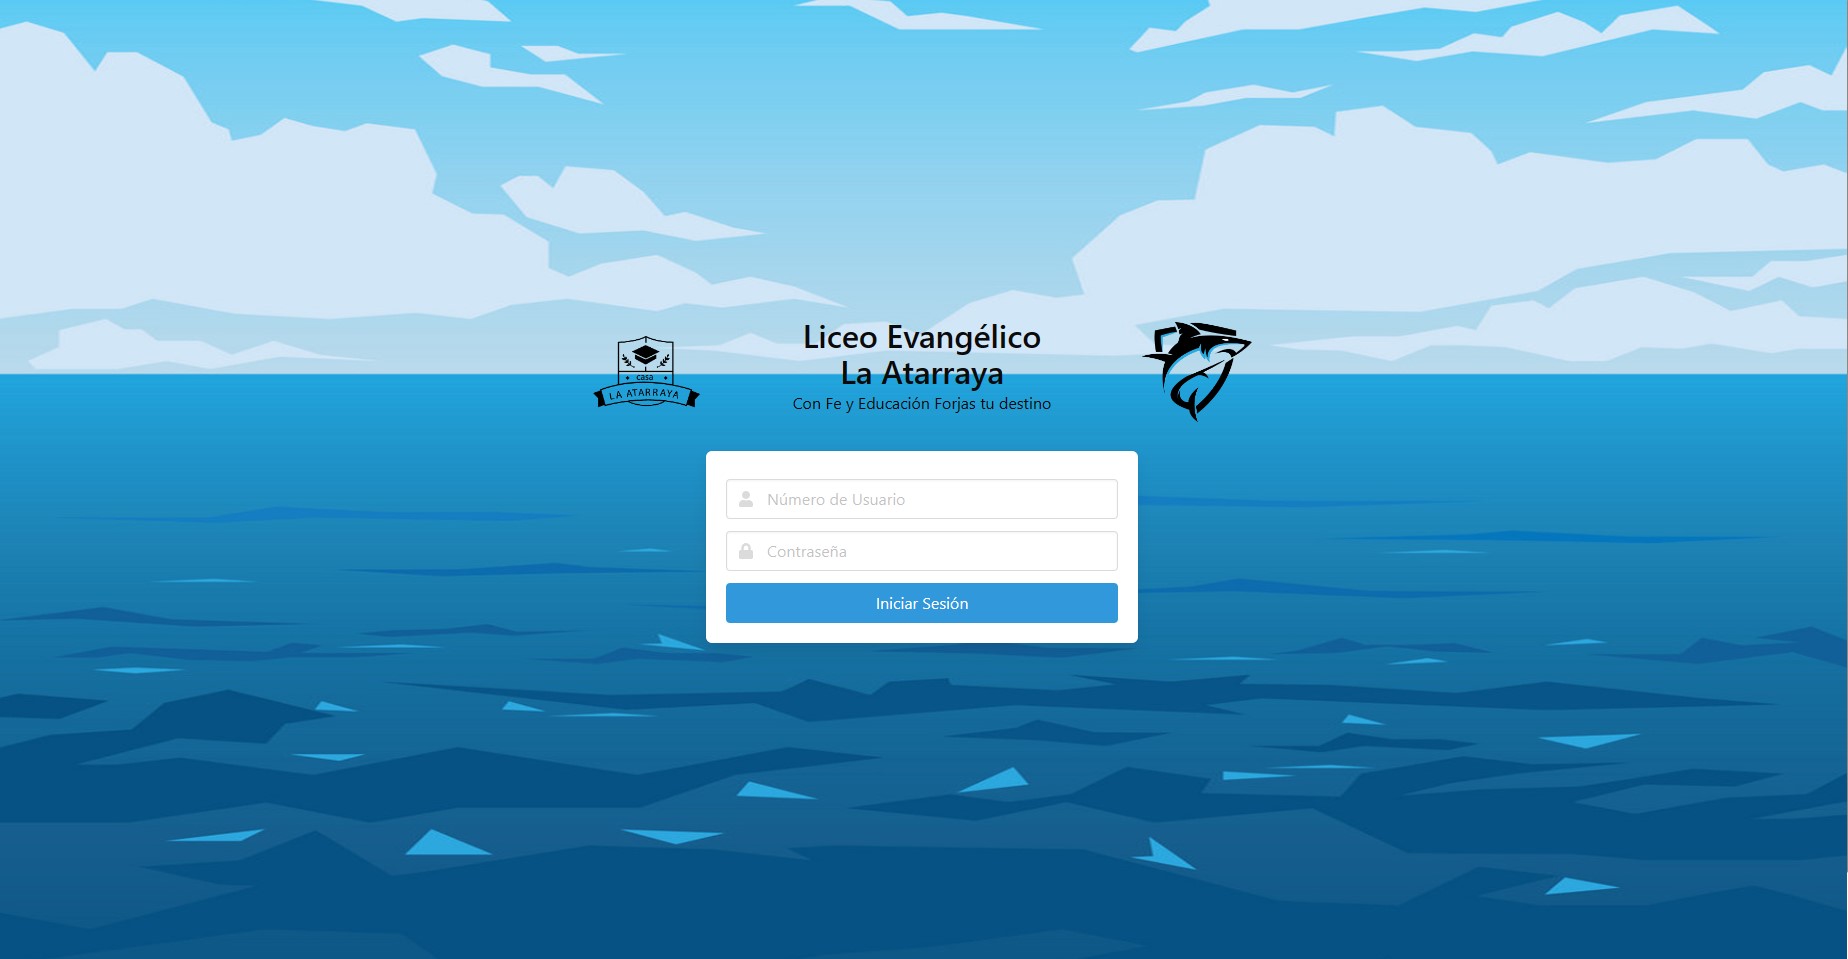 Liceo Evangélico
La Atarraya
Con Fe y Educación Forjas tu destino
casa
LA ATARRAYA
Número de Usuario
Contraseña
Iniciar Sesión